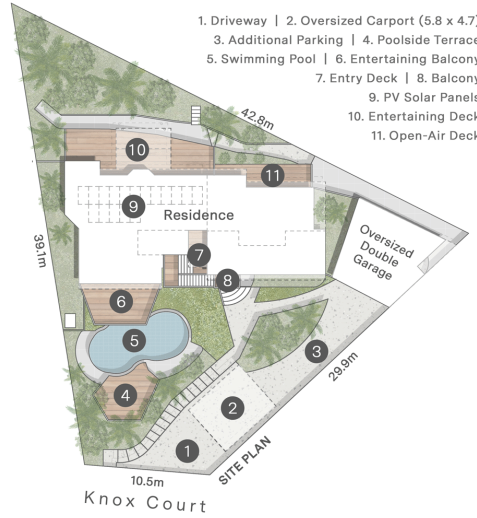 1. Driveway | 2. Oversized Carport (5.8 x 4.7)
3. Additional Parking | 4. Poolside Terrace
5. Swimming Pool | 6. Entertaining Balcony
7. Entry Deck | 8. Balcony
9. PV Solar Panels
10. Entertaining Deck
11. Open-Air Deck
42.8m
10
11
9
Residence
Oversized
Double
Garage
39.1m
7
8
6
5
3
4
29.9m
2
1
SITE PLAN
10.5m
Knox Court